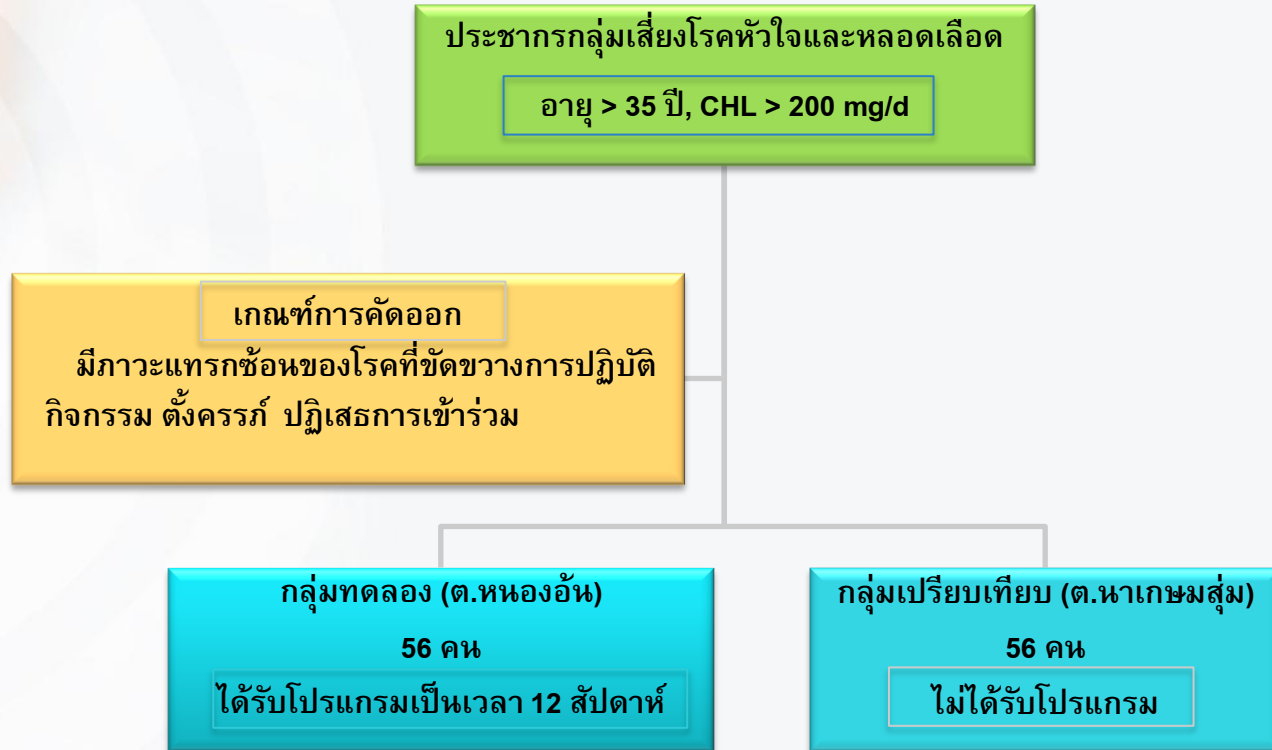 ประชากรกลุ่มเสี่ยงโรคหัวใจและหลอดเลือด
อายุ > 35 ปี, CHL > 200 mg/d
เกณฑ์การคัดออก
มีภาวะแทรกซ้อนของโรคที่ขัดขวางการปฏิบัติ
กิจกรรม ตั้งครรภ์ ปฏิเสธการเข้าร่วม
กลุ่มทดลอง (ต.หนองอ้น)
56 คน
ได้รับโปรแกรมเป็นเวลา 12 สัปดาห์
กลุ่มเปรียบเทียบ (ต.นาเกษมสุ่ม)
56 คน
ไม่ได้รับโปรแกรม